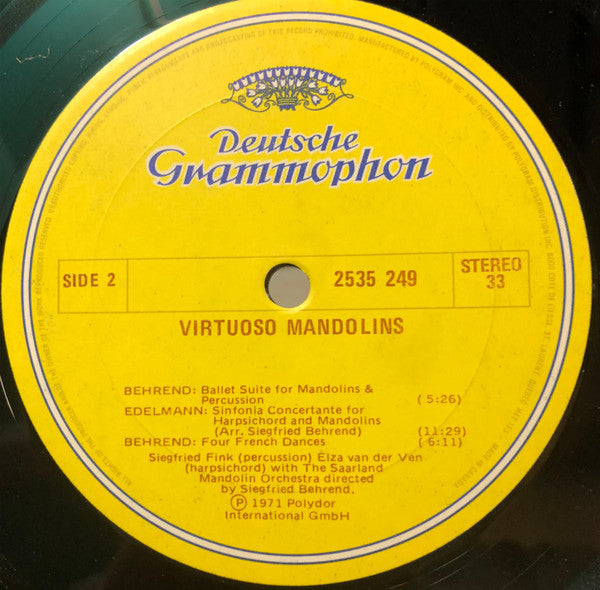 Deutsche
Grammophon
SIDE 2
2535 249
STEREO
33
VIRTUOSO MANDOLINS
BEHREND: Ballet Suite for Mandolins &
Percussion (5:26)
EDELMANN: Sinfonia Concertante for
Harpsichord and Mandolins
(Arr. Siegfried Behrend) (11:29)
BEHREND: Four French Dances (6:11)
Siegfried Fink (percussion) Elza van der Ven
(harpsichord) with The Saarland
Mandolin Orchestra directed
by Siegfried Behrend.
Ⓟ 1971 Polydor
International GmbH